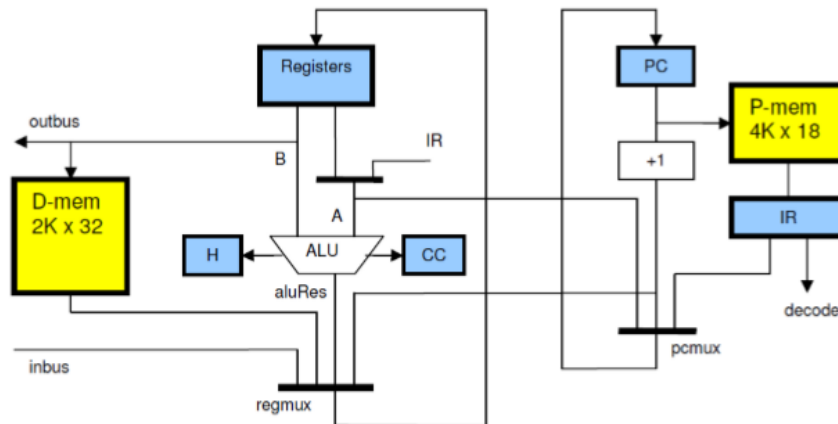 Registers
PC
P-mem
4K x 18
outbus
B
IR
+1
D-mem
2K x 32
A
IR
H
ALU
CC
aluRes
decode
inbus
pcmux
regmux